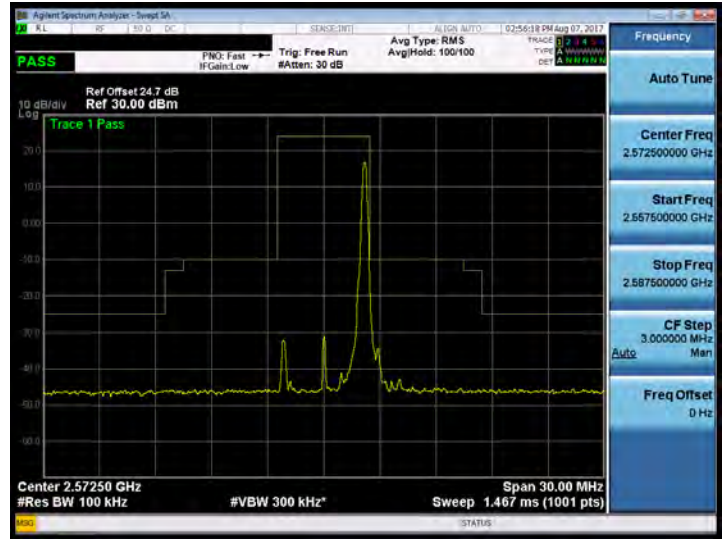 Agilent Spectrum Analyzer - Swept SA
RL RF 50 Ω DC SENSE:INT ALIGN AUTO 02:56:18 PM Aug 07, 2017
PASS
PNO: Fast
IFGain:Low
Trig: Free Run
#Atten: 30 dB
Avg Type: RMS
Avg|Hold: 100/100
TRACE 1 2 3 4 5 6
TYPE
DET A N N N N N
Ref Offset 24.7 dB
10 dB/div Ref 30.00 dBm
Log
Trace 1 Pass
20.0
10.0
0.00
-10.0
-20.0
-30.0
-40.0
-50.0
-60.0
Center 2.57250 GHz Span 30.00 MHz
#Res BW 100 kHz #VBW 300 kHz* Sweep 1.467 ms (1001 pts)
MSG STATUS
Frequency
Auto Tune
Center Freq
2.572500000 GHz
Start Freq
2.557500000 GHz
Stop Freq
2.587500000 GHz
CF Step
3.000000 MHz
Auto Man
Freq Offset
0 Hz